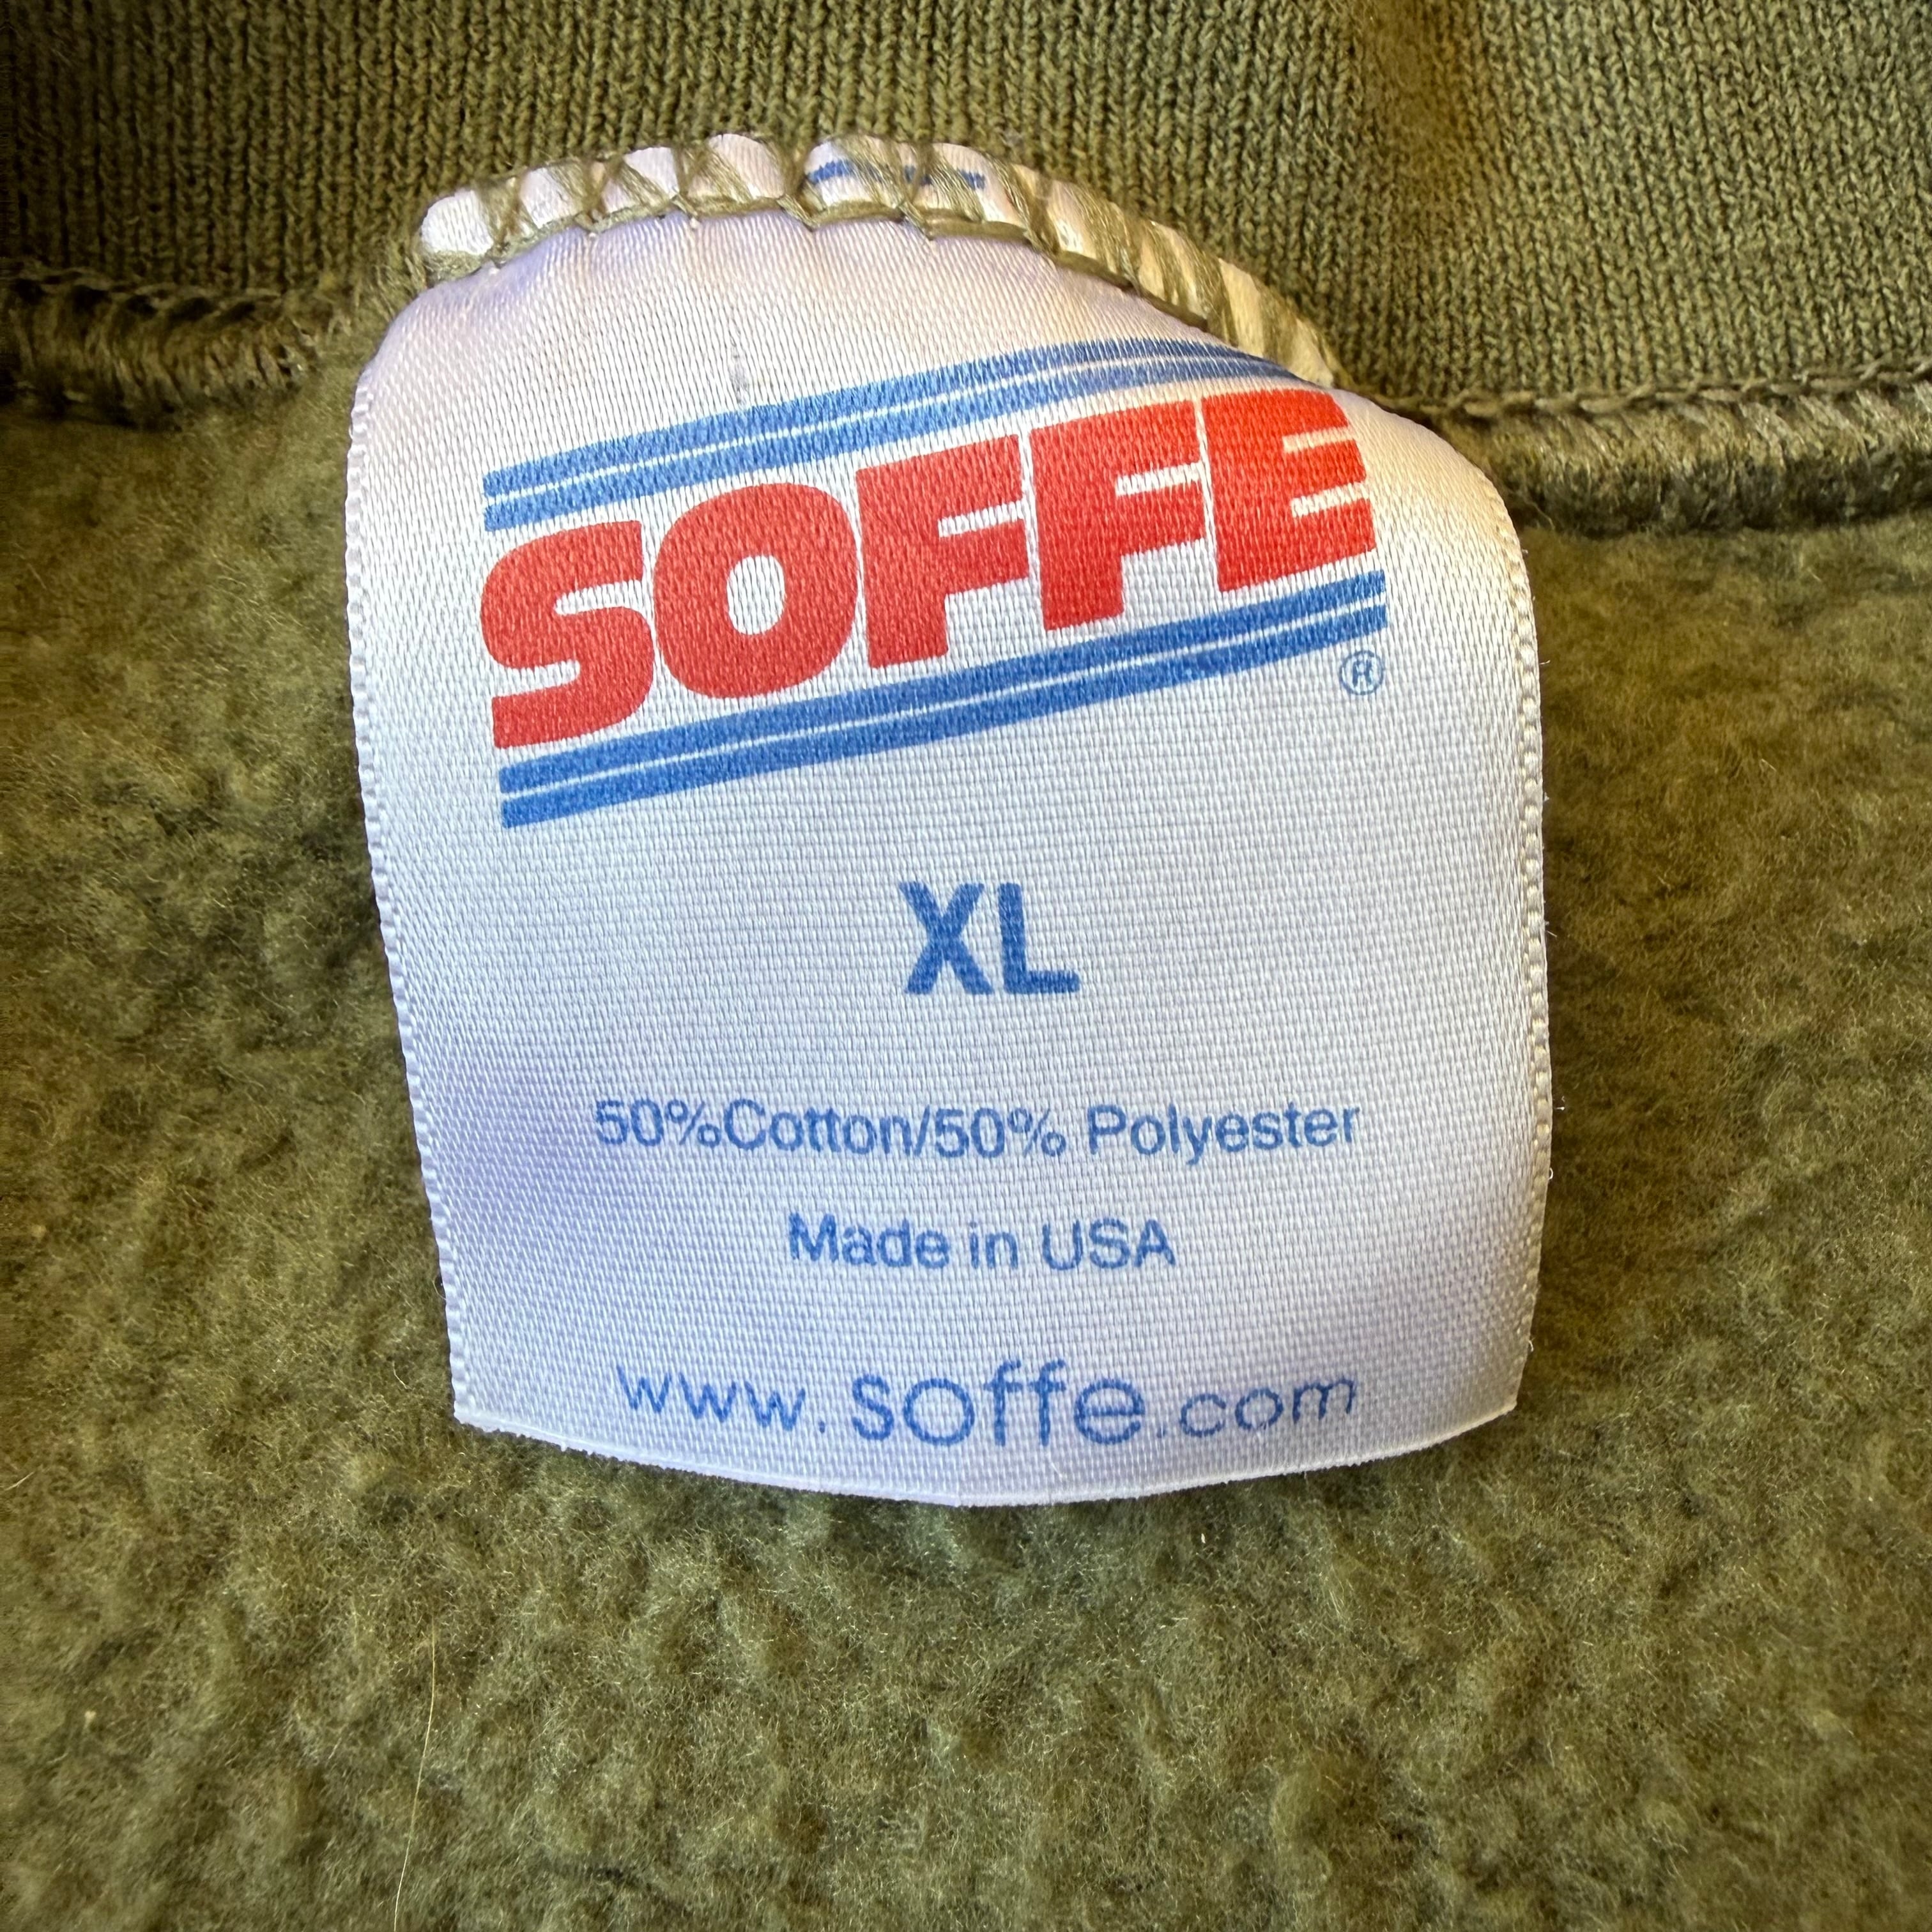 SOFFE
®
XL
50%Cotton/50% Polyester
Made in USA
www.soffe.com